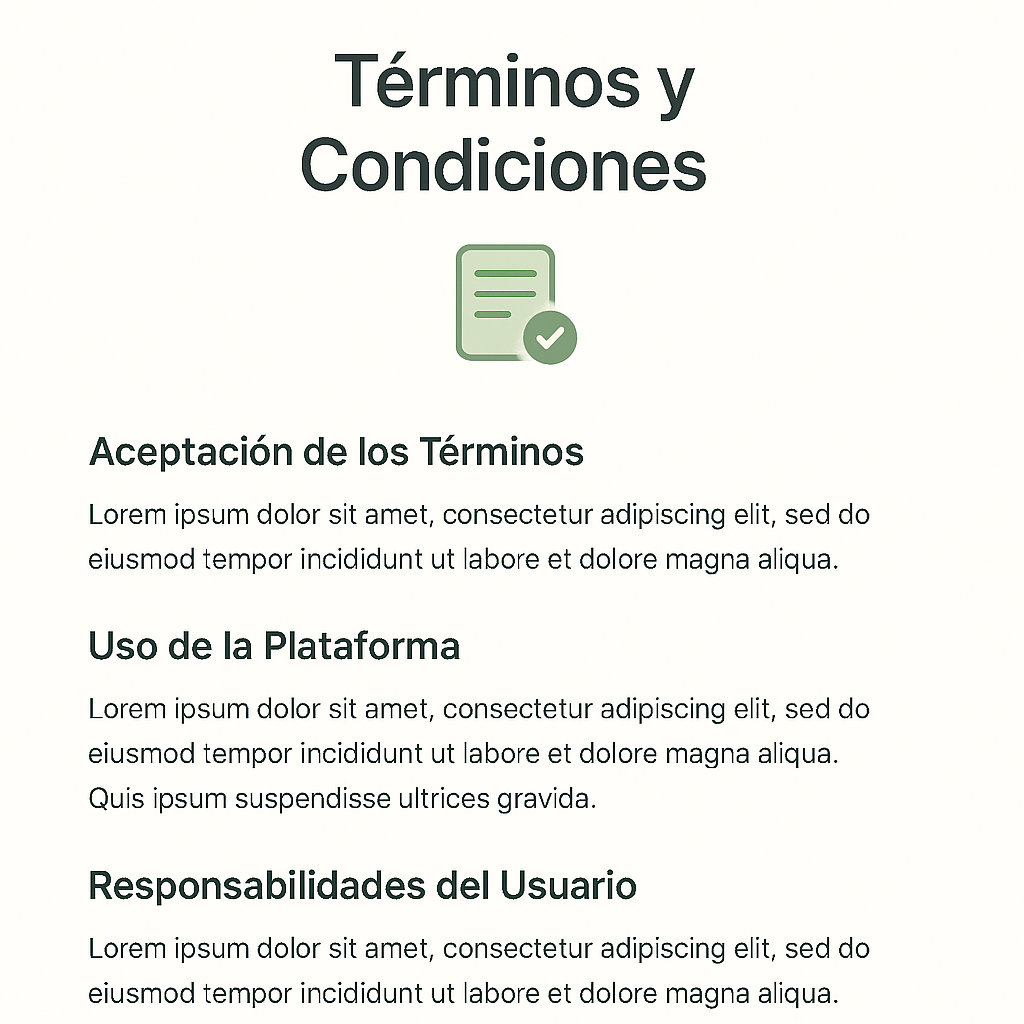 Términos y
Condiciones
Aceptación de los Términos
Lorem ipsum dolor sit amet, consectetur adipiscing elit, sed do
eiusmod tempor incididunt ut labore et dolore magna aliqua.
Uso de la Plataforma
Lorem ipsum dolor sit amet, consectetur adipiscing elit, sed do
eiusmod tempor incididunt ut labore et dolore magna aliqua.
Quis ipsum suspendisse ultrices gravida.
Responsabilidades del Usuario
Lorem ipsum dolor sit amet, consectetur adipiscing elit, sed do
eiusmod tempor incididunt ut labore et dolore magna aliqua.